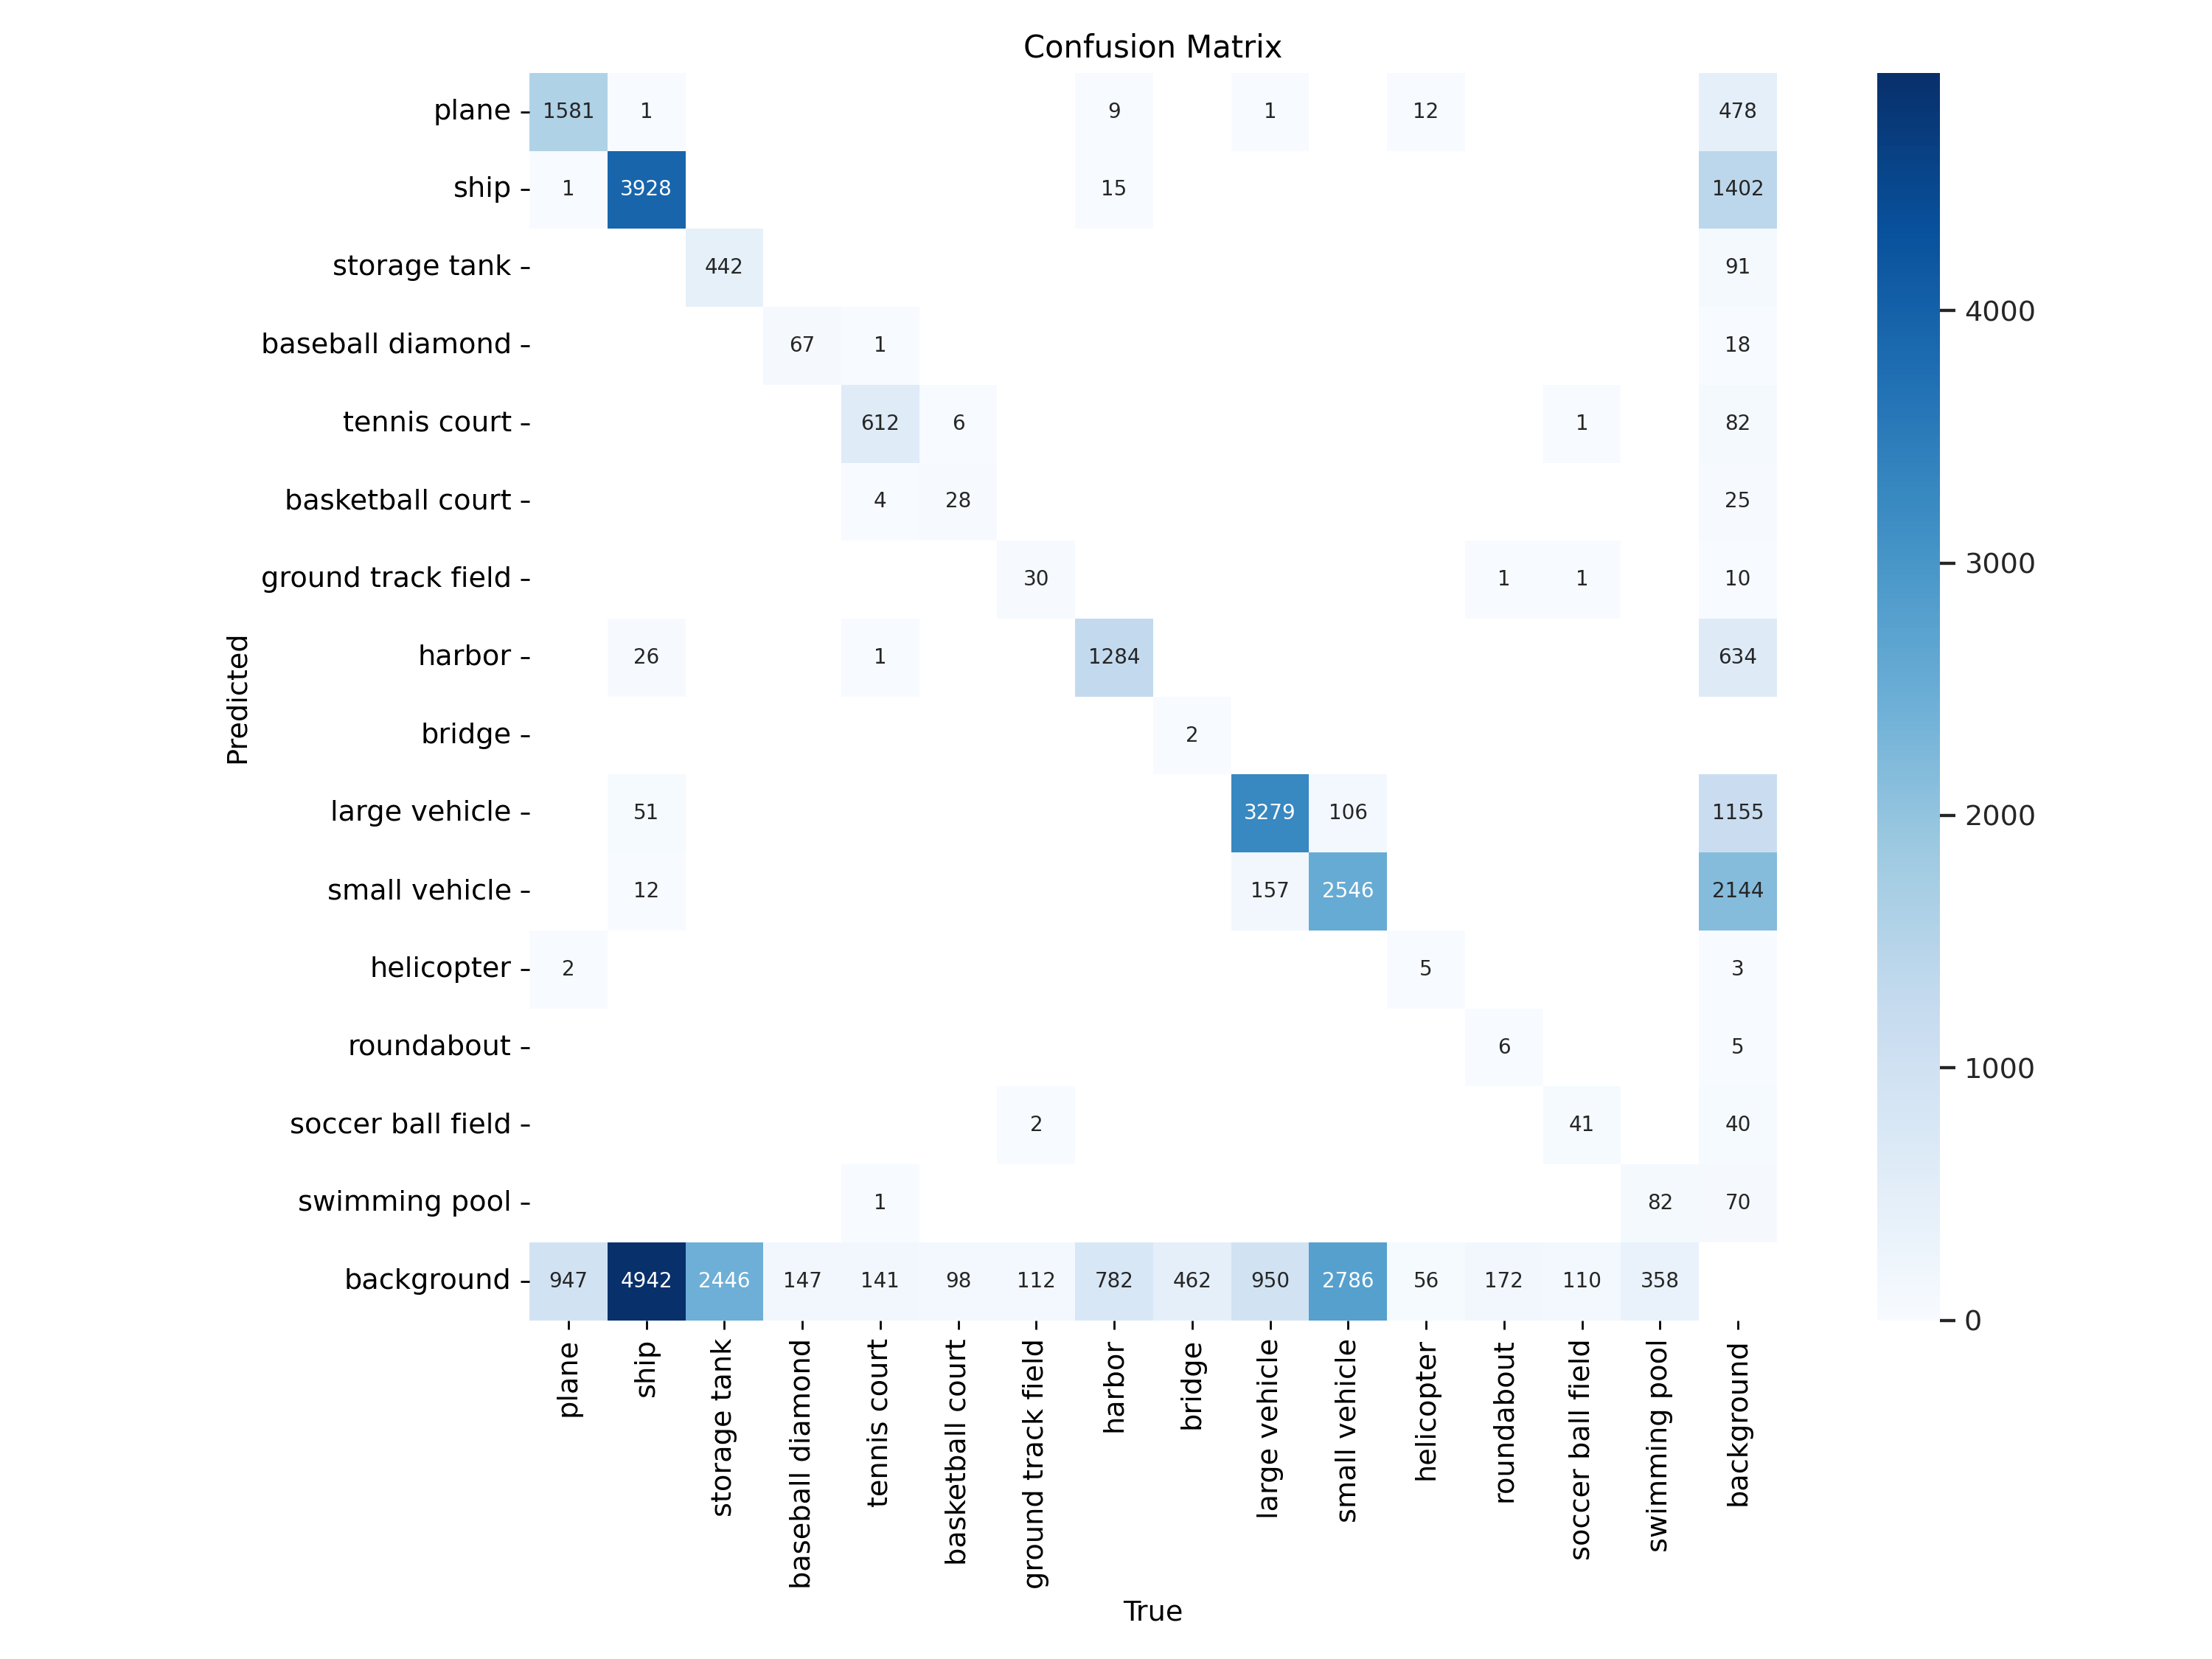 Confusion Matrix
plane 1581 1 9 1 12 478
ship 1 3928 15 1402
storage tank 442 91
baseball diamond 67 1 18
tennis court 612 6 1 82
basketball court 4 28 25
ground track field 30 1 1 10
harbor 26 1 1284 634
bridge 2
large vehicle 51 3279 106 1155
small vehicle 12 157 2546 2144
helicopter 2 5 3
roundabout 6 5
soccer ball field 2 41 40
swimming pool 1 82 70
background 947 4942 2446 147 141 98 112 782 462 950 2786 56 172 110 358
Predicted
plane
ship
storage tank
baseball diamond
tennis court
basketball court
ground track field
harbor
bridge
large vehicle
small vehicle
helicopter
roundabout
soccer ball field
swimming pool
background
True
4000
3000
2000
1000
0